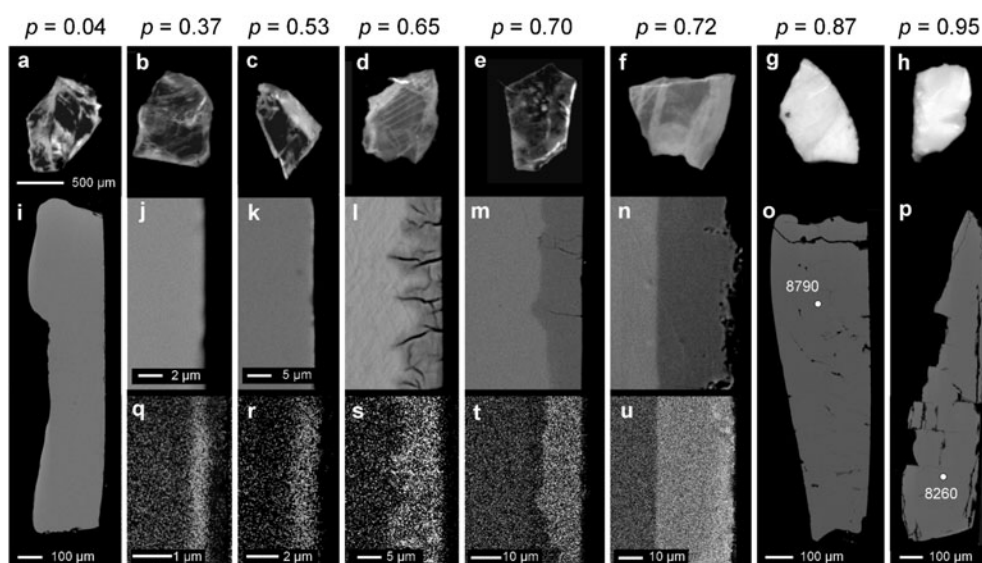 p = 0.04 p = 0.37 p = 0.53 p = 0.65 p = 0.70 p = 0.72 p = 0.87 p = 0.95
a b c d e f g h
500 µm
i j k l m n o p
8790
2 µm 5 µm
q r s t u
8260
100 µm 1 µm 2 µm 5 µm 10 µm 10 µm 100 µm 100 µm